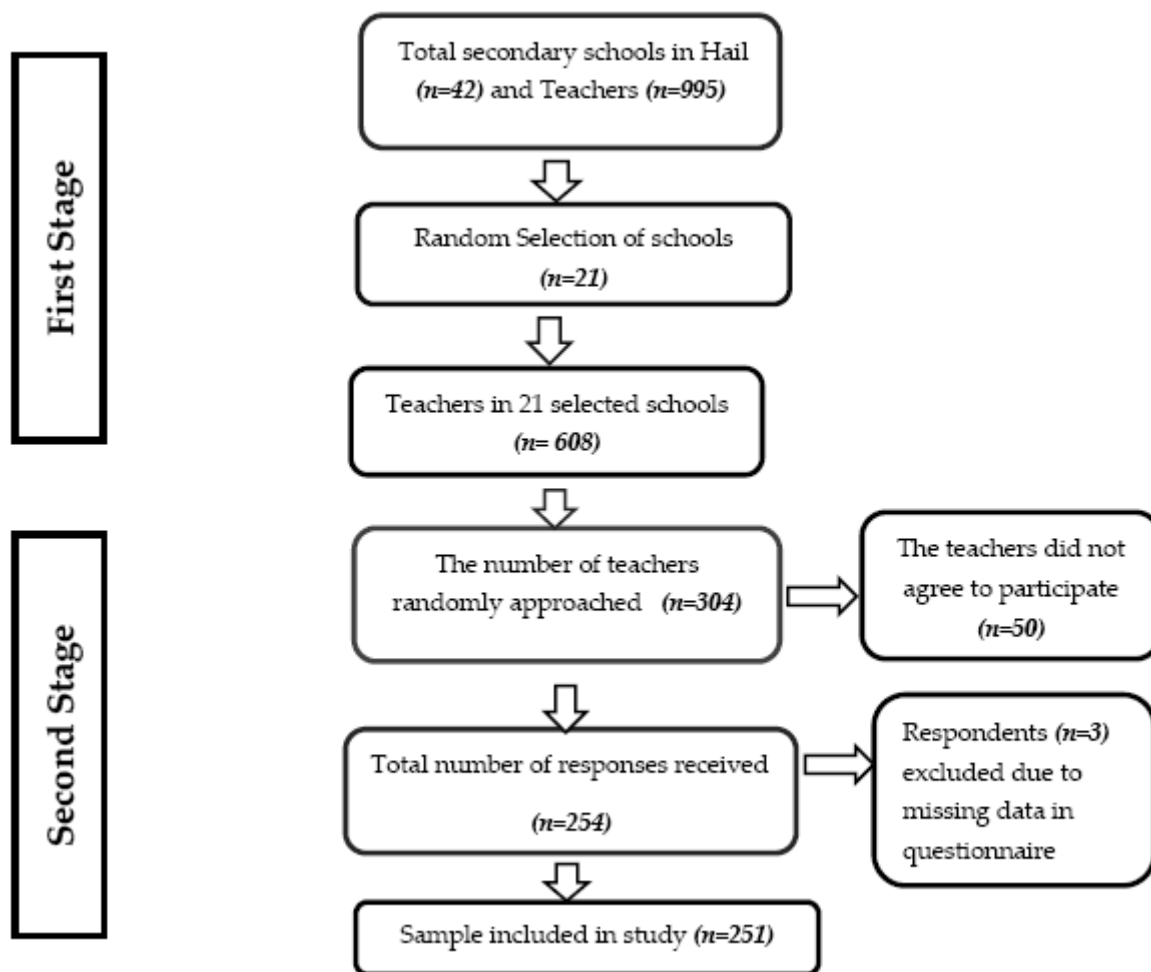 First Stage
Total secondary schools in Hail
(n=42) and Teachers (n=995)
Random Selection of schools
(n=21)
Teachers in 21 selected schools
(n= 608)
Second Stage
The number of teachers
randomly approached (n=304)
The teachers did not
agree to participate
(n=50)
Total number of responses received
(n=254)
Respondents (n=3)
excluded due to
missing data in
questionnaire
Sample included in study (n=251)